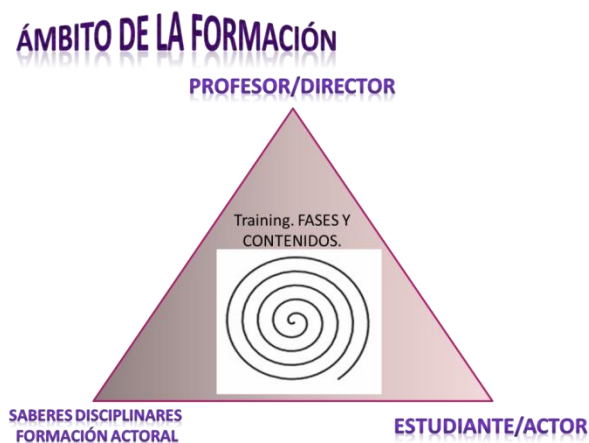 ÁMBITO DE LA FORMACIÓN
PROFESOR/DIRECTOR
Training. FASES Y
CONTENIDOS.
SABERES DISCIPLINARES
FORMACIÓN ACTORAL
ESTUDIANTE/ACTOR